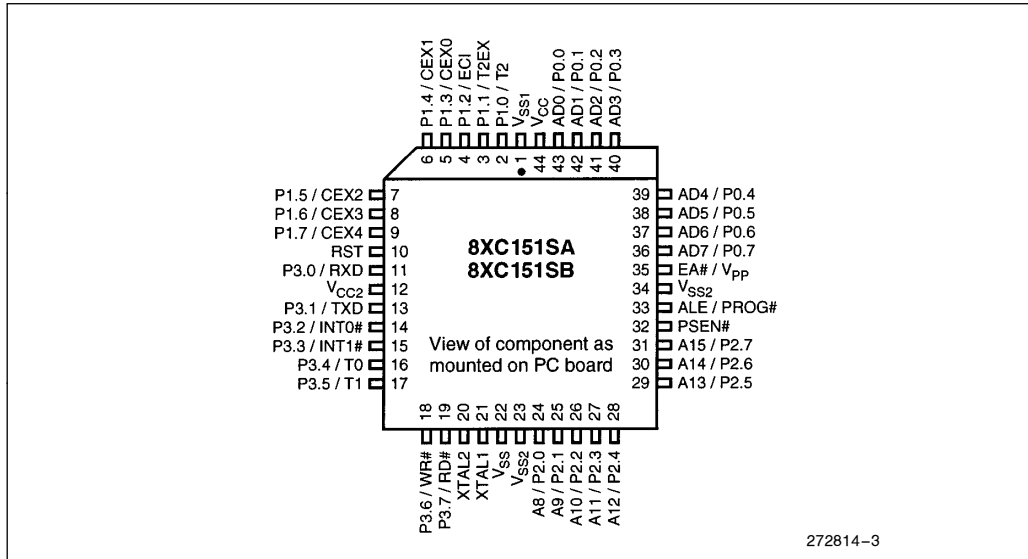 P1.4 / CEX1
P1.3 / CEX0
P1.2 / ECI
P1.1 / T2EX
P1.0 / T2
VSS1
VCC
AD0 / P0.0
AD1 / P0.1
AD2 / P0.2
AD3 / P0.3
6
5
4
3
2
1
44
43
42
41
40
P1.5 / CEX2 7
P1.6 / CEX3 8
P1.7 / CEX4 9
RST 10
P3.0 / RXD 11
VCC2 12
P3.1 / TXD 13
P3.2 / INT0# 14
P3.3 / INT1# 15
P3.4 / T0 16
P3.5 / T1 17
8XC151SA
8XC151SB
View of component as
mounted on PC board
39 AD4 / P0.4
38 AD5 / P0.5
37 AD6 / P0.6
36 AD7 / P0.7
35 EA# / VPP
34 VSS2
33 ALE / PROG#
32 PSEN#
31 A15 / P2.7
30 A14 / P2.6
29 A13 / P2.5
18
19
20
21
22
23
24
25
26
27
28
P3.6 / WR#
P3.7 / RD#
XTAL2
XTAL1
VSS
VSS2
A8 / P2.0
A9 / P2.1
A10 / P2.2
A11 / P2.3
A12 / P2.4
272814–3